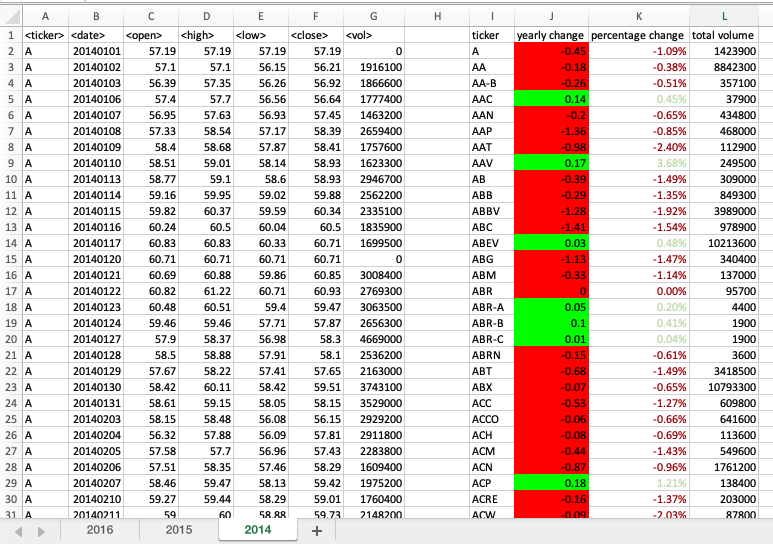 A B C D E F G H I J K L
1 <ticker> <date> <open> <high> <low> <close> <vol> ticker yearly change percentage change total volume
2 A 20140101 57.19 57.19 57.19 57.19 0 A -0.45 -1.09% 1423900
3 A 20140102 57.1 57.1 56.15 56.21 1916100 AA -0.18 -0.38% 8842300
4 A 20140103 56.39 57.35 56.26 56.92 1866600 AA-B -0.26 -0.51% 357100
5 A 20140106 57.4 57.7 56.56 56.64 1777400 AAC 0.14 0.45% 37900
6 A 20140107 56.95 57.63 56.93 57.45 1463200 AAN -0.2 -0.65% 434800
7 A 20140108 57.33 58.54 57.17 58.39 2659400 AAP -1.36 -0.85% 468000
8 A 20140109 58.4 58.68 57.87 58.41 1757600 AAT -0.98 -2.40% 112900
9 A 20140110 58.51 59.01 58.14 58.93 1623300 AAV 0.17 3.68% 249500
10 A 20140113 58.77 59.1 58.6 58.93 2946700 AB -0.39 -1.49% 309000
11 A 20140114 59.16 59.95 59.02 59.88 2562200 ABB -0.29 -1.35% 849300
12 A 20140115 59.82 60.37 59.59 60.34 2335100 ABBV -1.28 -1.92% 3989000
13 A 20140116 60.24 60.5 60.04 60.5 1835900 ABC -1.41 -1.54% 978900
14 A 20140117 60.83 60.83 60.33 60.71 1699500 ABEV 0.03 0.48% 10213600
15 A 20140120 60.71 60.71 60.71 60.71 0 ABG -1.13 -1.47% 340400
16 A 20140121 60.69 60.88 59.86 60.85 3008400 ABM -0.33 -1.14% 137000
17 A 20140122 60.82 61.22 60.71 60.93 2769300 ABR 0 0.00% 95700
18 A 20140123 60.48 60.51 59.4 59.47 3063500 ABR-A 0.05 0.20% 4400
19 A 20140124 59.46 59.46 57.71 57.87 2656300 ABR-B 0.1 0.41% 1900
20 A 20140127 57.9 58.37 56.98 58.3 4669000 ABR-C 0.01 0.04% 1900
21 A 20140128 58.5 58.88 57.91 58.1 2536200 ABRN -0.15 -0.61% 3600
22 A 20140129 57.67 58.22 57.41 57.65 2163000 ABT -0.68 -1.49% 3418500
23 A 20140130 58.42 60.11 58.42 59.51 3743100 ABX -0.07 -0.65% 10793300
24 A 20140131 58.61 59.15 58.05 58.15 3529000 ACC -0.53 -1.27% 609800
25 A 20140203 58.15 58.48 56.08 56.15 2929200 ACCO -0.06 -0.66% 641600
26 A 20140204 56.32 57.88 56.09 57.81 2911800 ACH -0.08 -0.69% 113600
27 A 20140205 57.58 57.7 56.96 57.43 2283800 ACM -0.44 -1.43% 549600
28 A 20140206 57.51 58.35 57.46 58.29 1609400 ACN -0.87 -0.96% 1761200
29 A 20140207 58.46 59.47 58.13 59.42 1975200 ACP 0.18 1.21% 138400
30 A 20140210 59.27 59.44 58.29 59.01 1760400 ACRE -0.16 -1.37% 203000
31 A 20140211 59 60 58.88 59.73 2148200 ACW -0.09 -2.03% 87800
2016 2015 2014 +